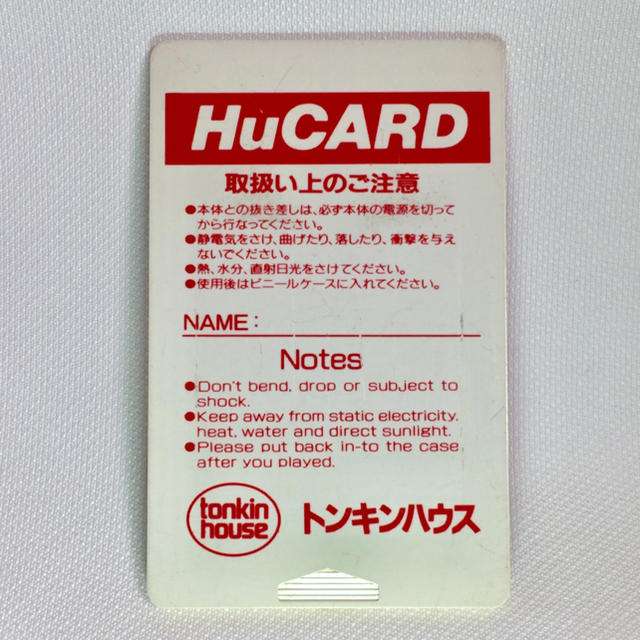 HuCARD
取扱い上のご注意
●本体との抜き差しは、必ず本体の電源を切って
から行なってください。
●静電気をさけ、曲げたり、落したり、衝撃を与え
ないでください。
●熱、水分、直射日光をさけてください。
●使用後はビニールケースに入れてください。
NAME:
Notes
●Don't bend, drop or subject to
shock.
●Keep away from static electricity,
heat, water and direct sunlight.
●Please put back in-to the case
after you played.
tonkin
house
トンキンハウス